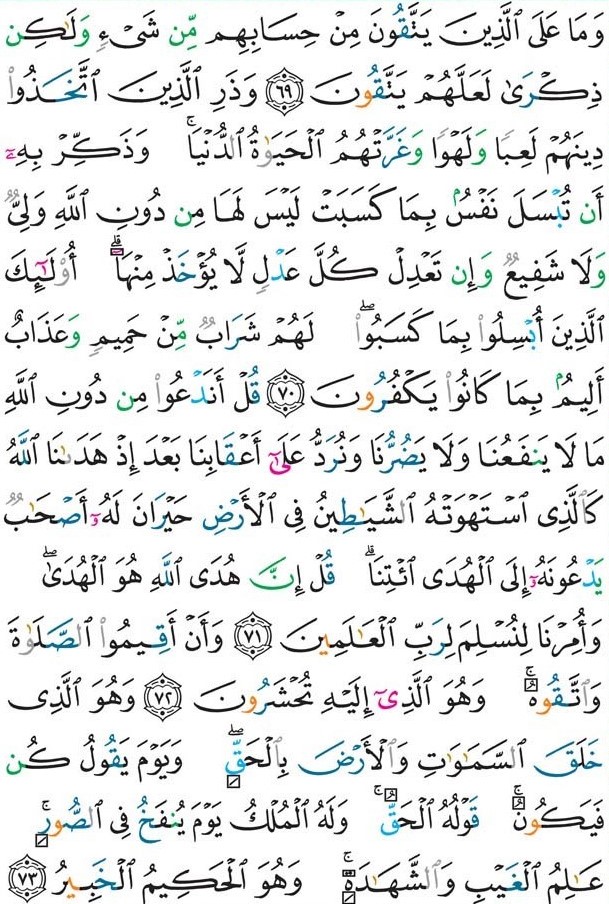 وَمَا عَلَى ٱلَّذِينَ يَتَّقُونَ مِنْ حِسَابِهِم مِّن شَىْءٍ وَلَٰكِن
ذِكْرَىٰ لَعَلَّهُمْ يَتَّقُونَ ﴿٦٩﴾ وَذَرِ ٱلَّذِينَ ٱتَّخَذُوا۟
دِينَهُمْ لَعِبًا وَلَهْوًا وَغَرَّتْهُمُ ٱلْحَيَوٰةُ ٱلدُّنْيَا ۚ وَذَكِّرْ بِهِۦٓ
أَن تُبْسَلَ نَفْسٌۢ بِمَا كَسَبَتْ لَيْسَ لَهَا مِن دُونِ ٱللَّهِ وَلِىٌّ
وَلَا شَفِيعٌ وَإِن تَعْدِلْ كُلَّ عَدْلٍ لَّا يُؤْخَذْ مِنْهَآ ۗ أُو۟لَٰٓئِكَ
ٱلَّذِينَ أُبْسِلُوا۟ بِمَا كَسَبُوا۟ ۖ لَهُمْ شَرَابٌ مِّنْ حَمِيمٍ وَعَذَابٌ
أَلِيمٌۢ بِمَا كَانُوا۟ يَكْفُرُونَ ﴿٧٠﴾ قُلْ أَنَدْعُوا۟ مِن دُونِ ٱللَّهِ
مَا لَا يَنفَعُنَا وَلَا يَضُرُّنَا وَنُرَدُّ عَلَىٰٓ أَعْقَابِنَا بَعْدَ إِذْ هَدَىٰنَا ٱللَّهُ
كَٱلَّذِى ٱسْتَهْوَتْهُ ٱلشَّيَٰطِينُ فِى ٱلْأَرْضِ حَيْرَانَ لَهُۥٓ أَصْحَٰبٌ
يَدْعُونَهُۥٓ إِلَى ٱلْهُدَى ٱئْتِنَا ۗ قُلْ إِنَّ هُدَى ٱللَّهِ هُوَ ٱلْهُدَىٰ ۖ
وَأُمِرْنَا لِنُسْلِمَ لِرَبِّ ٱلْعَٰلَمِينَ ﴿٧١﴾ وَأَنْ أَقِيمُوا۟ ٱلصَّلَوٰةَ
وَٱتَّقُوهُ ۚ وَهُوَ ٱلَّذِىٓ إِلَيْهِ تُحْشَرُونَ ﴿٧٢﴾ وَهُوَ ٱلَّذِى
خَلَقَ ٱلسَّمَٰوَٰتِ وَٱلْأَرْضَ بِٱلْحَقِّ ۖ وَيَوْمَ يَقُولُ كُن
فَيَكُونُ ۚ قَوْلُهُ ٱلْحَقُّ ۚ وَلَهُ ٱلْمُلْكُ يَوْمَ يُنفَخُ فِى ٱلصُّورِ ۚ
عَٰلِمُ ٱلْغَيْبِ وَٱلشَّهَٰدَةِ ۚ وَهُوَ ٱلْحَكِيمُ ٱلْخَبِيرُ ﴿٧٣﴾